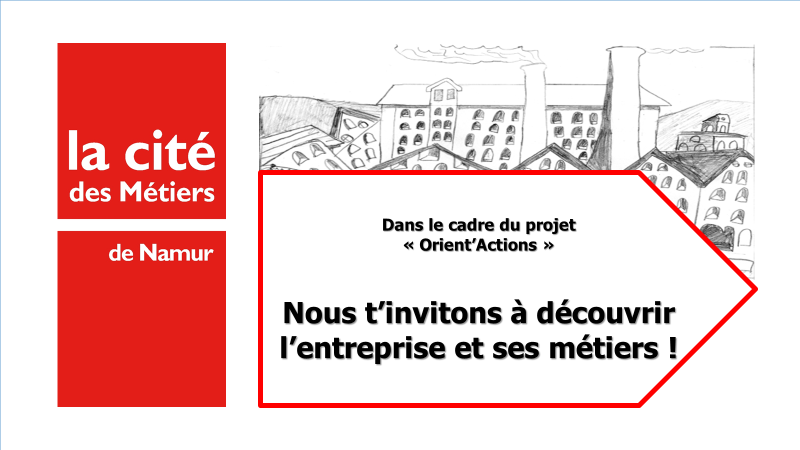 la cité
des Métiers
de Namur
Dans le cadre du projet
« Orient’Actions »
Nous t’invitons à découvrir
l’entreprise et ses métiers !